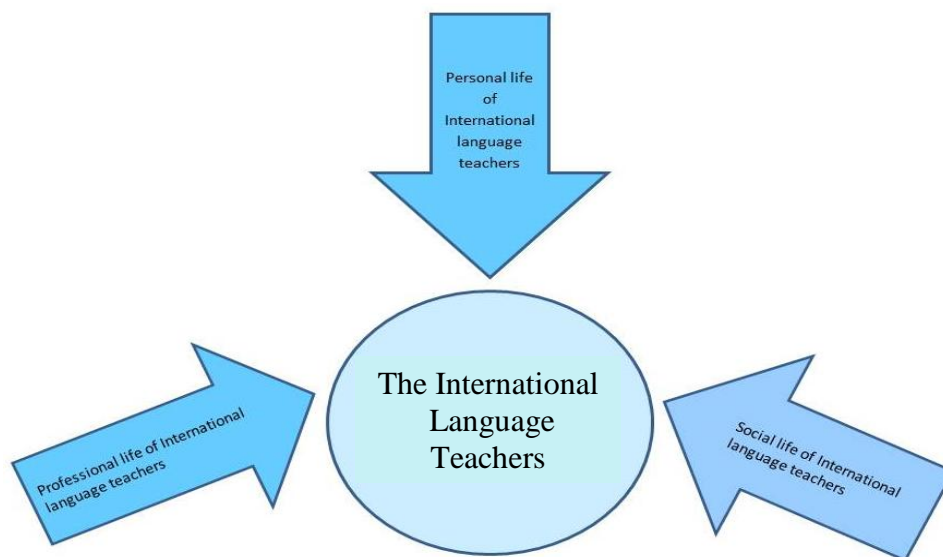 Personal life
of
International
language
teachers
The International
Language
Teachers
Professional life of International
language teachers
Social life of International
language teachers